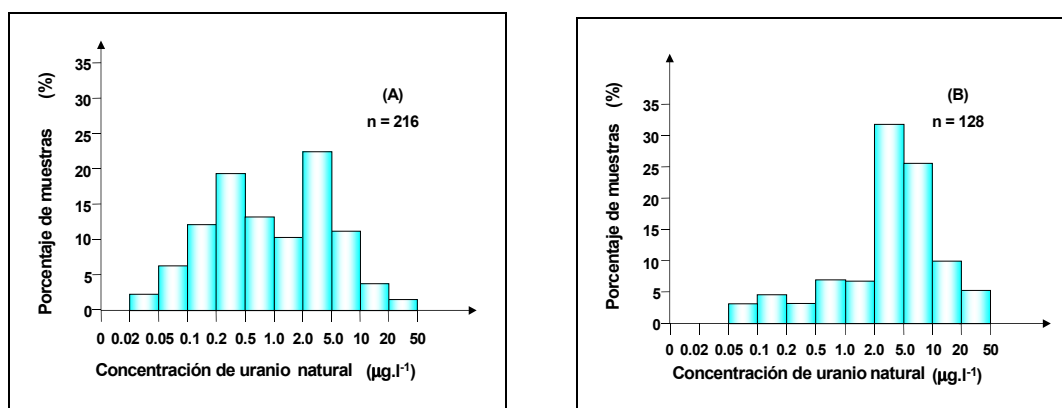 Porcentaje de muestras (%)
35
30
25
20
15
10
5
0
(A)
n = 216
0 0.02 0.05 0.1 0.2 0.5 1.0 2.0 5.0 10 20 50
Concentración de uranio natural (µg.l-1)
Porcentaje de muestras (%)
35
30
25
20
15
10
5
0
(B)
n = 128
0 0.02 0.05 0.1 0.2 0.5 1.0 2.0 5.0 10 20 50
Concentración de uranio natural (µg.l-1)